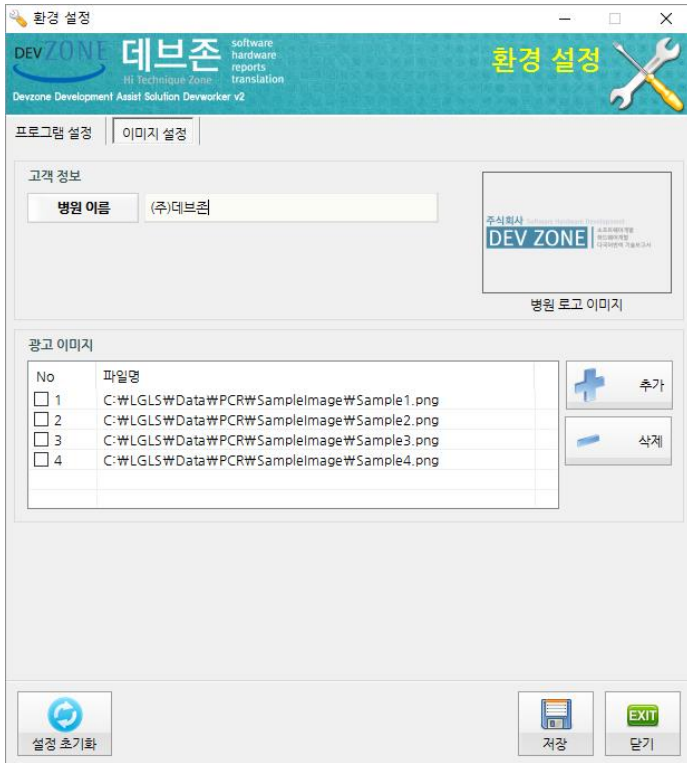 환경 설정
DEVZONE 데브존 software
hardware
reports
translation
Hi Technique Zone
환경 설정
Devzone Development Assist Solution Devworker v2
프로그램 설정 이미지 설정
고객 정보
병원 이름 (주)데브존
주식회사 Software Hardware Development
DEV ZONE
병원 로고 이미지
광고 이미지
No 파일명
1 C:₩LGLS₩Data₩PCR₩SampleImage₩Sample1.png
2 C:₩LGLS₩Data₩PCR₩SampleImage₩Sample2.png
3 C:₩LGLS₩Data₩PCR₩SampleImage₩Sample3.png
4 C:₩LGLS₩Data₩PCR₩SampleImage₩Sample4.png
추가
삭제
설정 초기화
저장
EXIT
닫기